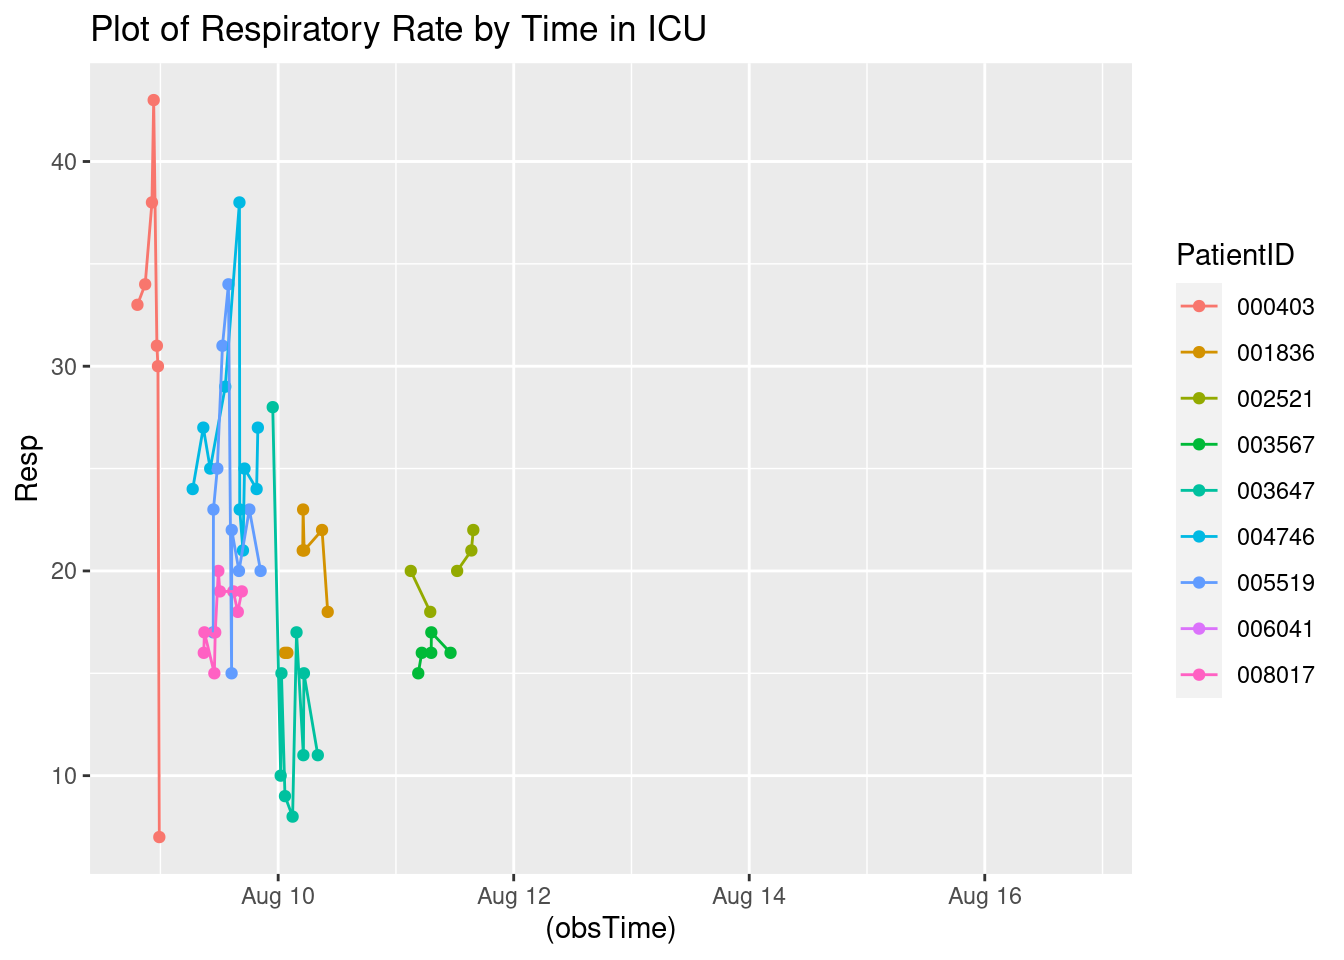 Plot of Respiratory Rate by Time in ICU
Resp
40
30
20
10
Aug 10
Aug 12
Aug 14
Aug 16
(obsTime)
PatientID
000403
001836
002521
003567
003647
004746
005519
006041
008017